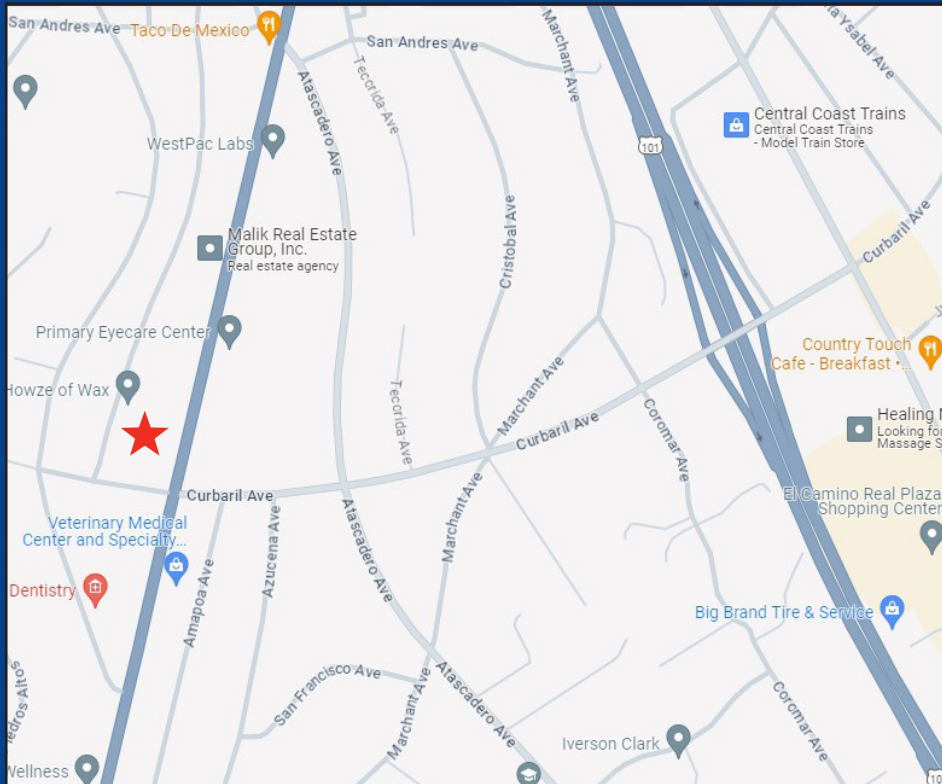 San Andres Ave
Taco De Mexico
San Andres Ave
Marchant Ave
Ysabel Ave
Atascadero Ave
Tecorida Ave
WestPac Labs
101
Central Coast Trains
Central Coast Trains
- Model Train Store
Malik Real Estate
Group, Inc.
Real estate agency
Cristobal Ave
Curbaril Ave
Primary Eyecare Center
Country Touch
Cafe - Breakfast •...
Howze of Wax
Tecorida Ave
Marchant Ave
Curbaril Ave
Coromar Ave
Healing
Looking for
Massage S
Curbaril Ave
El Camino Real Plaza
Shopping Center
Veterinary Medical
Center and Specialty...
Dentistry
Amapoa Ave
Azucena Ave
Atascadero Ave
Marchant Ave
Big Brand Tire & Service
San Francisco Ave
Marchant Ave
Atascadero Ave
Coromar Ave
edros Altos
Iverson Clark
Wellness
10